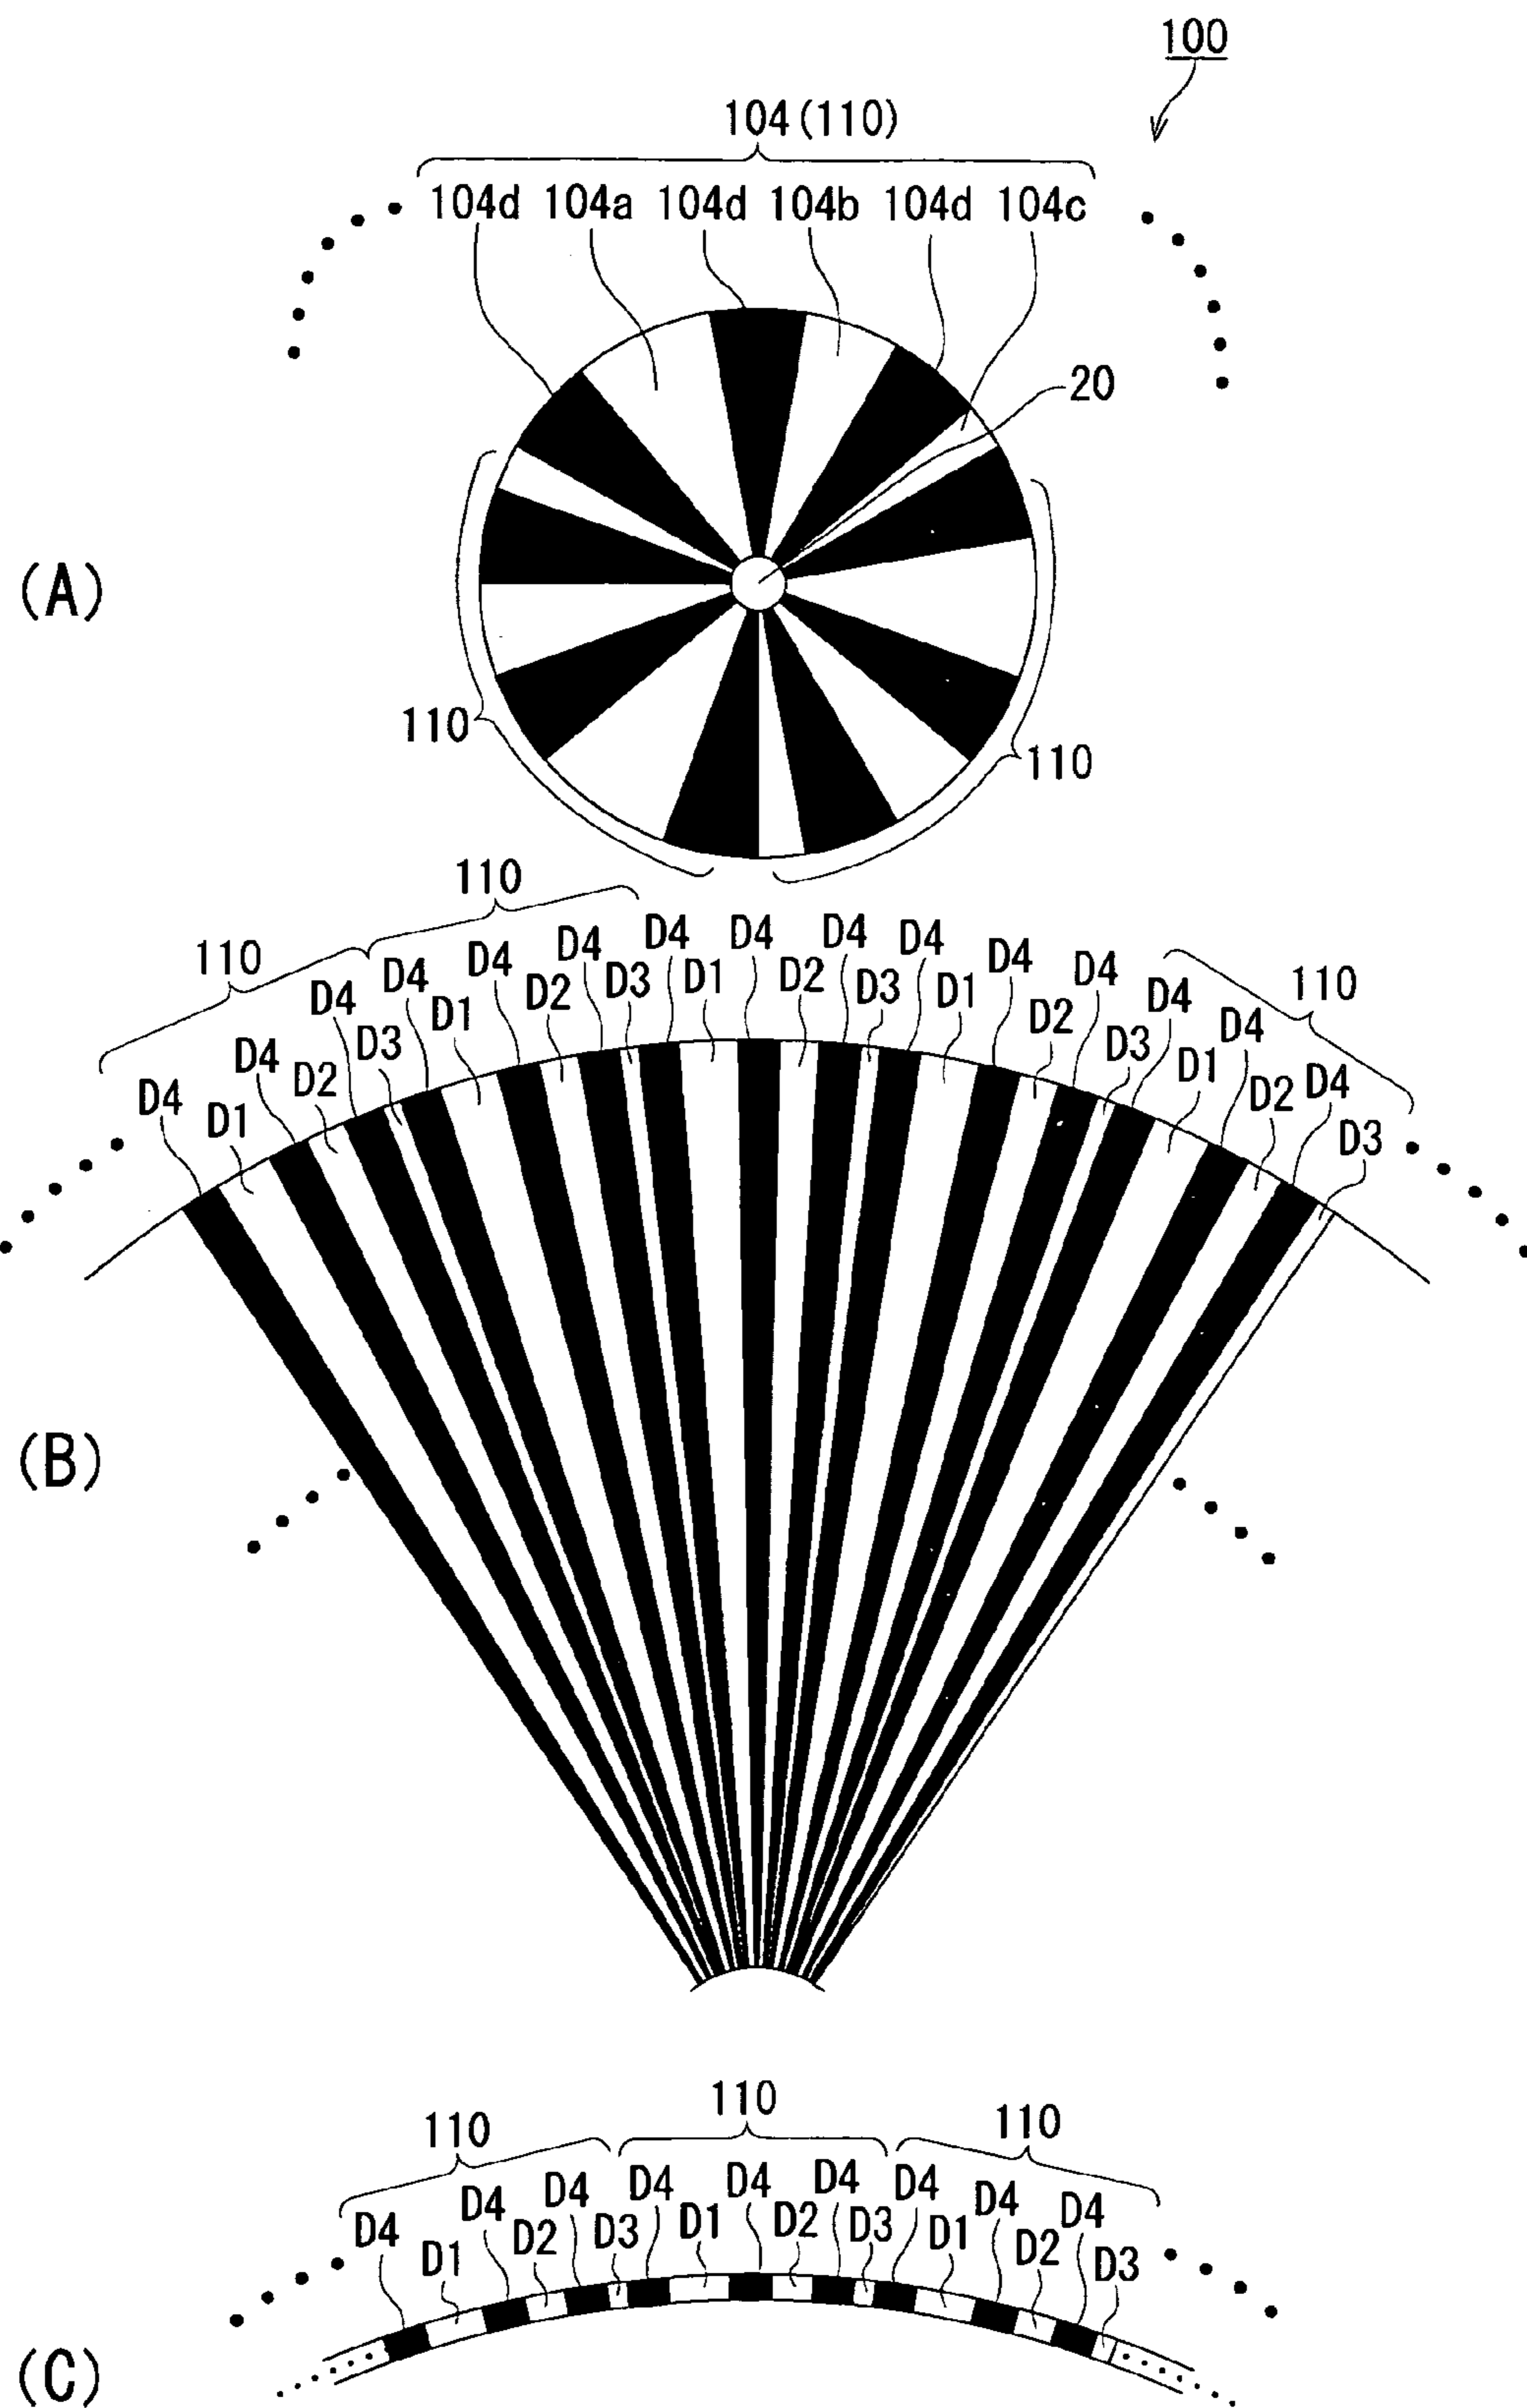 100
104(110)
104d 104a 104d 104b 104d 104c
20
(A)
110
110
110
110
D4 D4 D4 D4 D4
D4 D3 D1 D2 D3 D1 D4 D4
D4 D2 D4 110
D4 D1 D2 D4
D4 D3 D3 D1
D2 D2 D4
D4 D1 D3
(B)
110
110 110
D4 D4 D4 D4
D4 D4 D4 D4
D4 D2 D3 D1 D2 D3 D1 D2
D1 D3
(C)